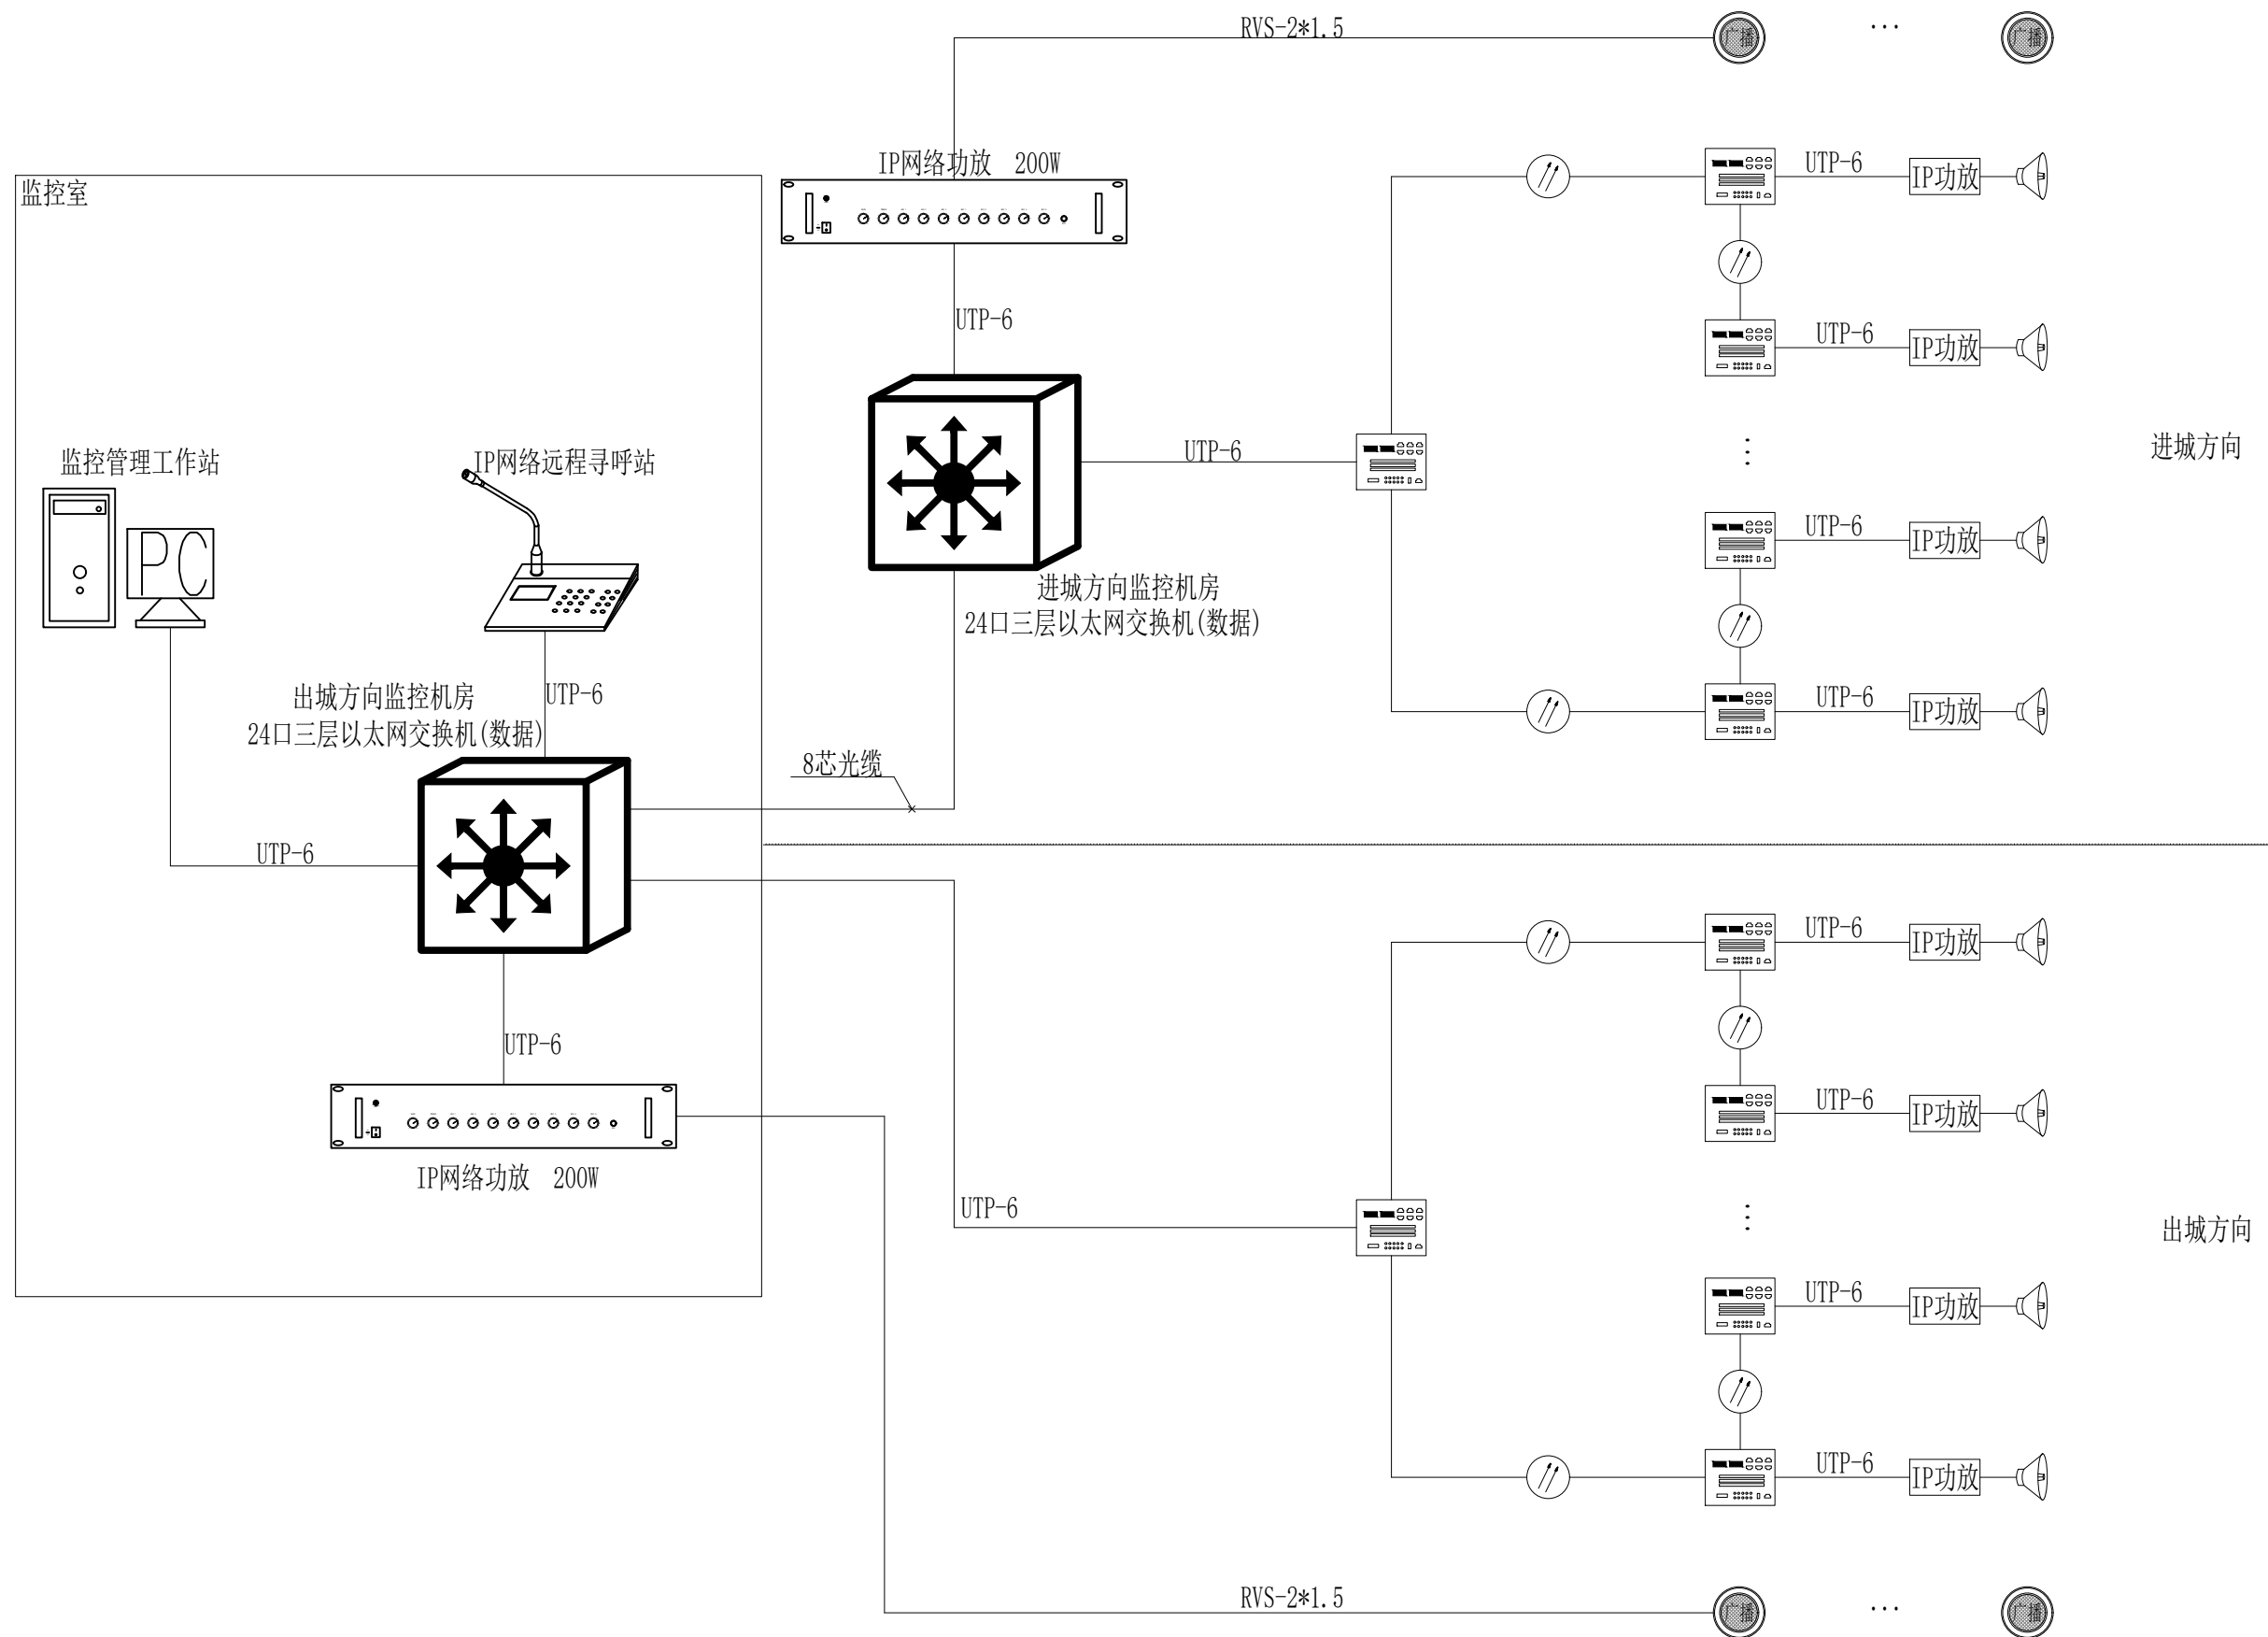 RVS-2*1.5
广播
...
广播
IP网络功放 200W
监控室
UTP-6
IP功放
UTP-6
UTP-6
IP功放
监控管理工作站
IP网络远程寻呼站
UTP-6
进城方向
UTP-6
IP功放
进城方向监控机房
24口三层以太网交换机(数据)
出城方向监控机房
24口三层以太网交换机(数据)
UTP-6
UTP-6
IP功放
8芯光缆
PC
UTP-6
UTP-6
IP功放
UTP-6
UTP-6
IP功放
IP网络功放 200W
UTP-6
出城方向
UTP-6
IP功放
UTP-6
IP功放
RVS-2*1.5
广播
...
广播